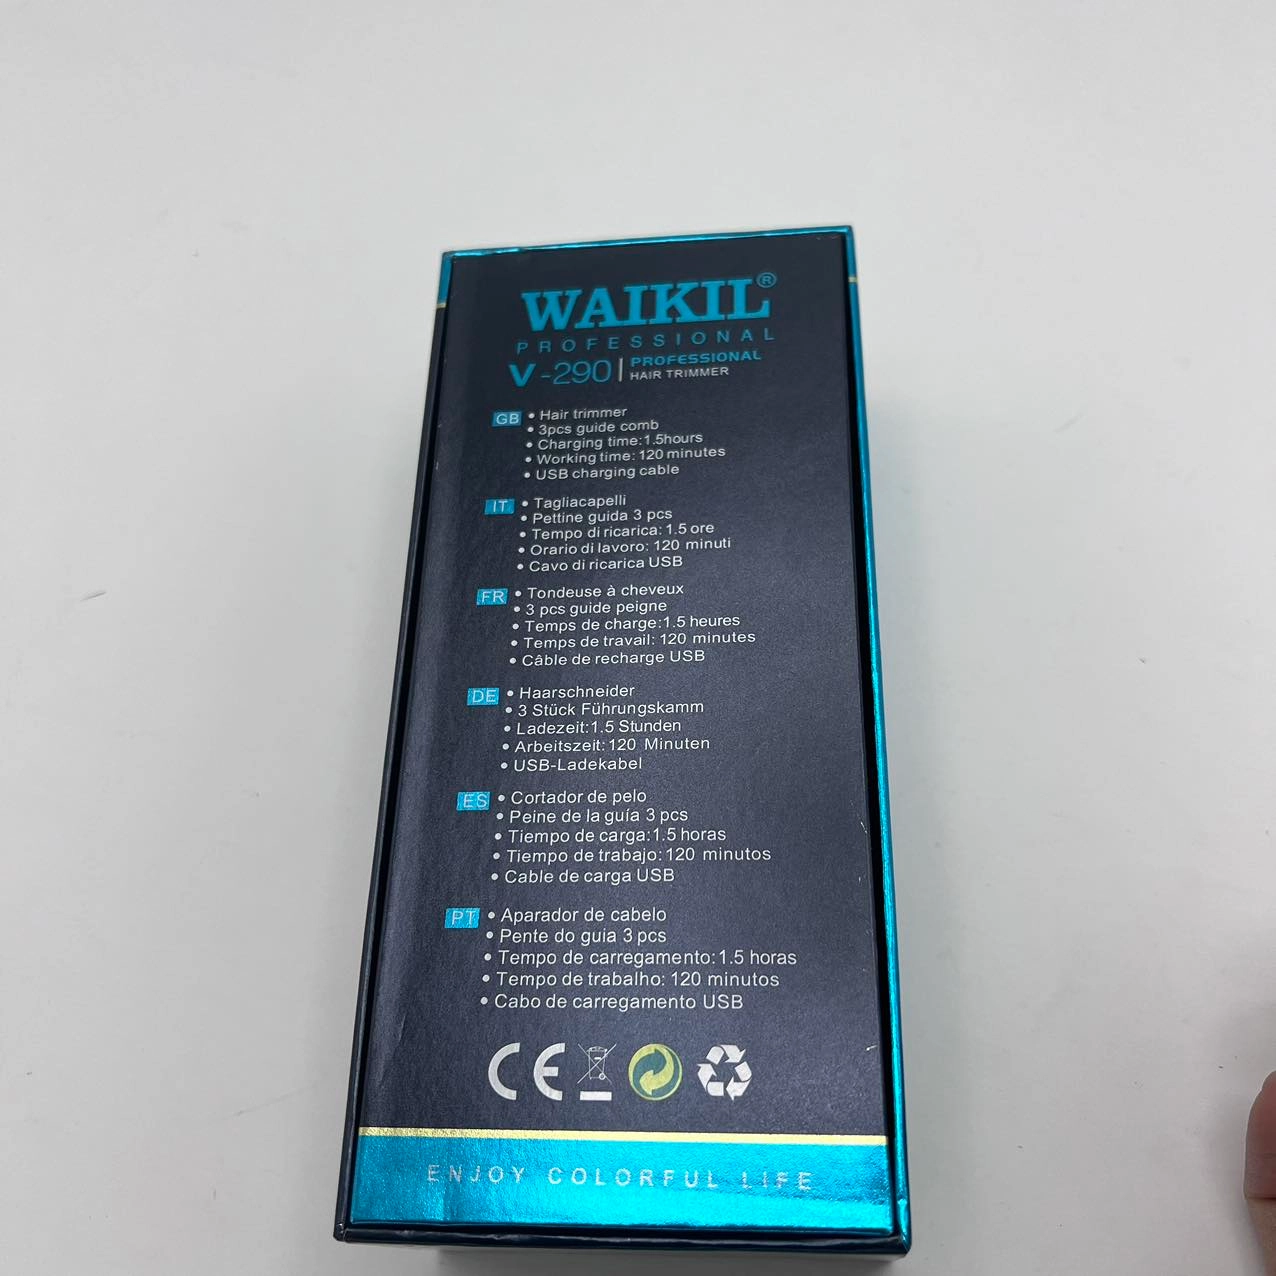 WAIKIL®
PROFESSIONAL
V-290 | PROFESSIONAL
HAIR TRIMMER
GB • Hair trimmer
• 3pcs guide comb
• Charging time:1.5hours
• Working time: 120 minutes
• USB charging cable
IT • Tagliacapelli
• Pettine guida 3 pcs
• Tempo di ricarica: 1.5 ore
• Orario di lavoro: 120 minuti
• Cavo di ricarica USB
FR • Tondeuse à cheveux
• 3 pcs guide peigne
• Temps de charge:1.5 heures
• Temps de travail: 120 minutes
• Câble de recharge USB
DE • Haarschneider
• 3 Stück Führungskamm
• Ladezeit:1.5 Stunden
• Arbeitszeit: 120 Minuten
• USB-Ladekabel
ES • Cortador de pelo
• Peine de la guía 3 pcs
• Tiempo de carga:1.5 horas
• Tiempo de trabajo: 120 minutos
• Cable de carga USB
PT • Aparador de cabelo
• Pente do guia 3 pcs
• Tempo de carregamento:1.5 horas
• Tempo de trabalho: 120 minutos
• Cabo de carregamento USB
CE
ENJOY COLORFUL LIFE